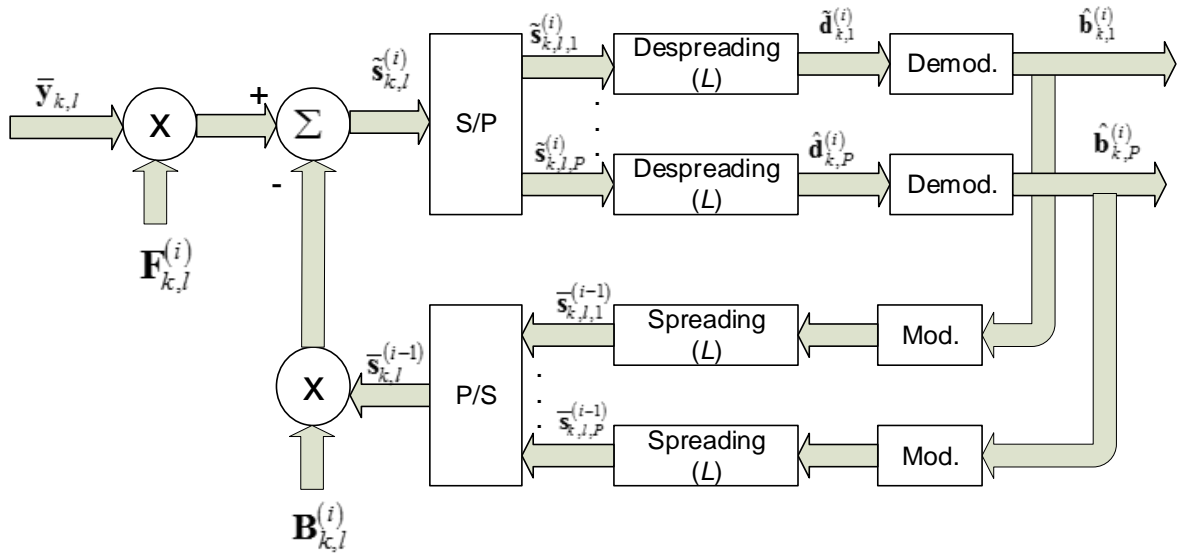 ȳ_{k,l}
X
F_{k,l}^{(i)}
+
Σ
-
s̃_{k,l}^{(i)}
S/P
s̃_{k,l,1}^{(i)}
Despreading
(L)
d̃_{k,1}^{(i)}
Demod.
b̂_{k,1}^{(i)}
s̃_{k,l,P}^{(i)}
Despreading
(L)
d̂_{k,P}^{(i)}
Demod.
b̂_{k,P}^{(i)}
X
B_{k,l}^{(i)}
s̄_{k,l}^{(i-1)}
P/S
s̄_{k,l,1}^{(i-1)}
Spreading
(L)
Mod.
s̄_{k,l,P}^{(i-1)}
Spreading
(L)
Mod.